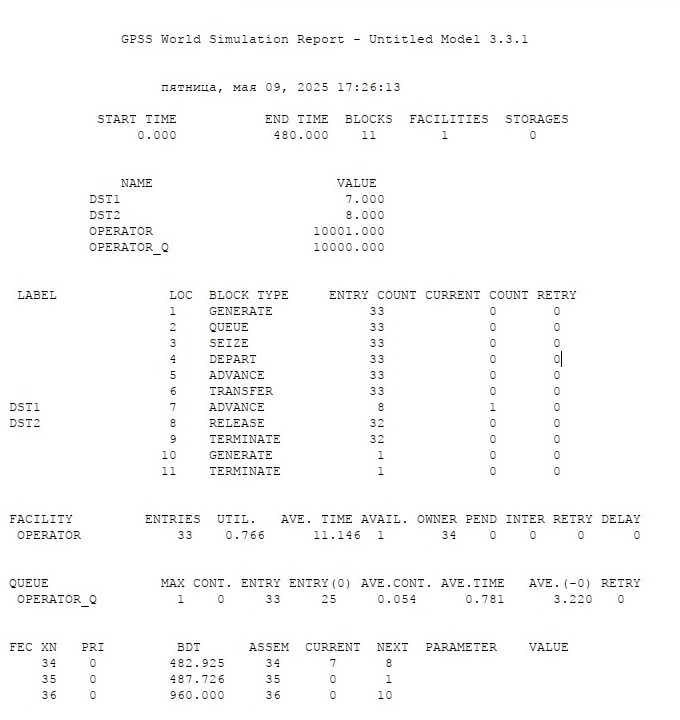 GPSS World Simulation Report - Untitled Model 3.3.1
пятница, мая 09, 2025 17:26:13
START TIME END TIME BLOCKS FACILITIES STORAGES
0.000 480.000 11 1 0
NAME VALUE
DST1 7.000
DST2 8.000
OPERATOR 10001.000
OPERATOR_Q 10000.000
LABEL LOC BLOCK TYPE ENTRY COUNT CURRENT COUNT RETRY
1 GENERATE 33 0 0
2 QUEUE 33 0 0
3 SEIZE 33 0 0
4 DEPART 33 0 0
5 ADVANCE 33 0 0
6 TRANSFER 33 0 0
DST1 7 ADVANCE 8 1 0
DST2 8 RELEASE 32 0 0
9 TERMINATE 32 0 0
10 GENERATE 1 0 0
11 TERMINATE 1 0 0
FACILITY ENTRIES UTIL. AVE. TIME AVAIL. OWNER PEND INTER RETRY DELAY
OPERATOR 33 0.766 11.146 1 34 0 0 0 0
QUEUE MAX CONT. ENTRY ENTRY(0) AVE.CONT. AVE.TIME AVE.(-0) RETRY
OPERATOR_Q 1 0 33 25 0.054 0.781 3.220 0
FEC XN PRI BDT ASSEM CURRENT NEXT PARAMETER VALUE
34 0 482.925 34 7 8
35 0 487.726 35 0 1
36 0 960.000 36 0 10